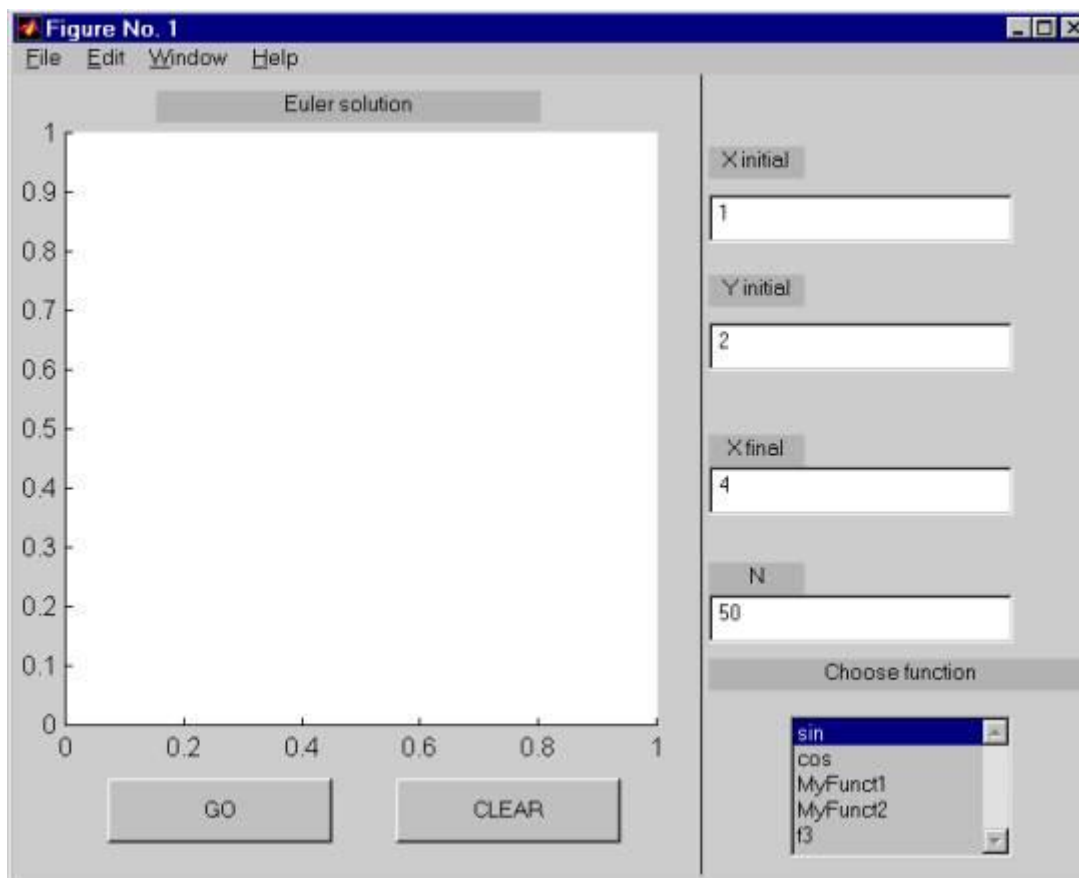 Figure No. 1
File Edit Window Help
Euler solution
1
0.9
0.8
0.7
0.6
0.5
0.4
0.3
0.2
0.1
0
0 0.2 0.4 0.6 0.8 1
GO CLEAR
X initial
1
Y initial
2
X final
4
N
50
Choose function
sin
cos
MyFunct1
MyFunct2
f3